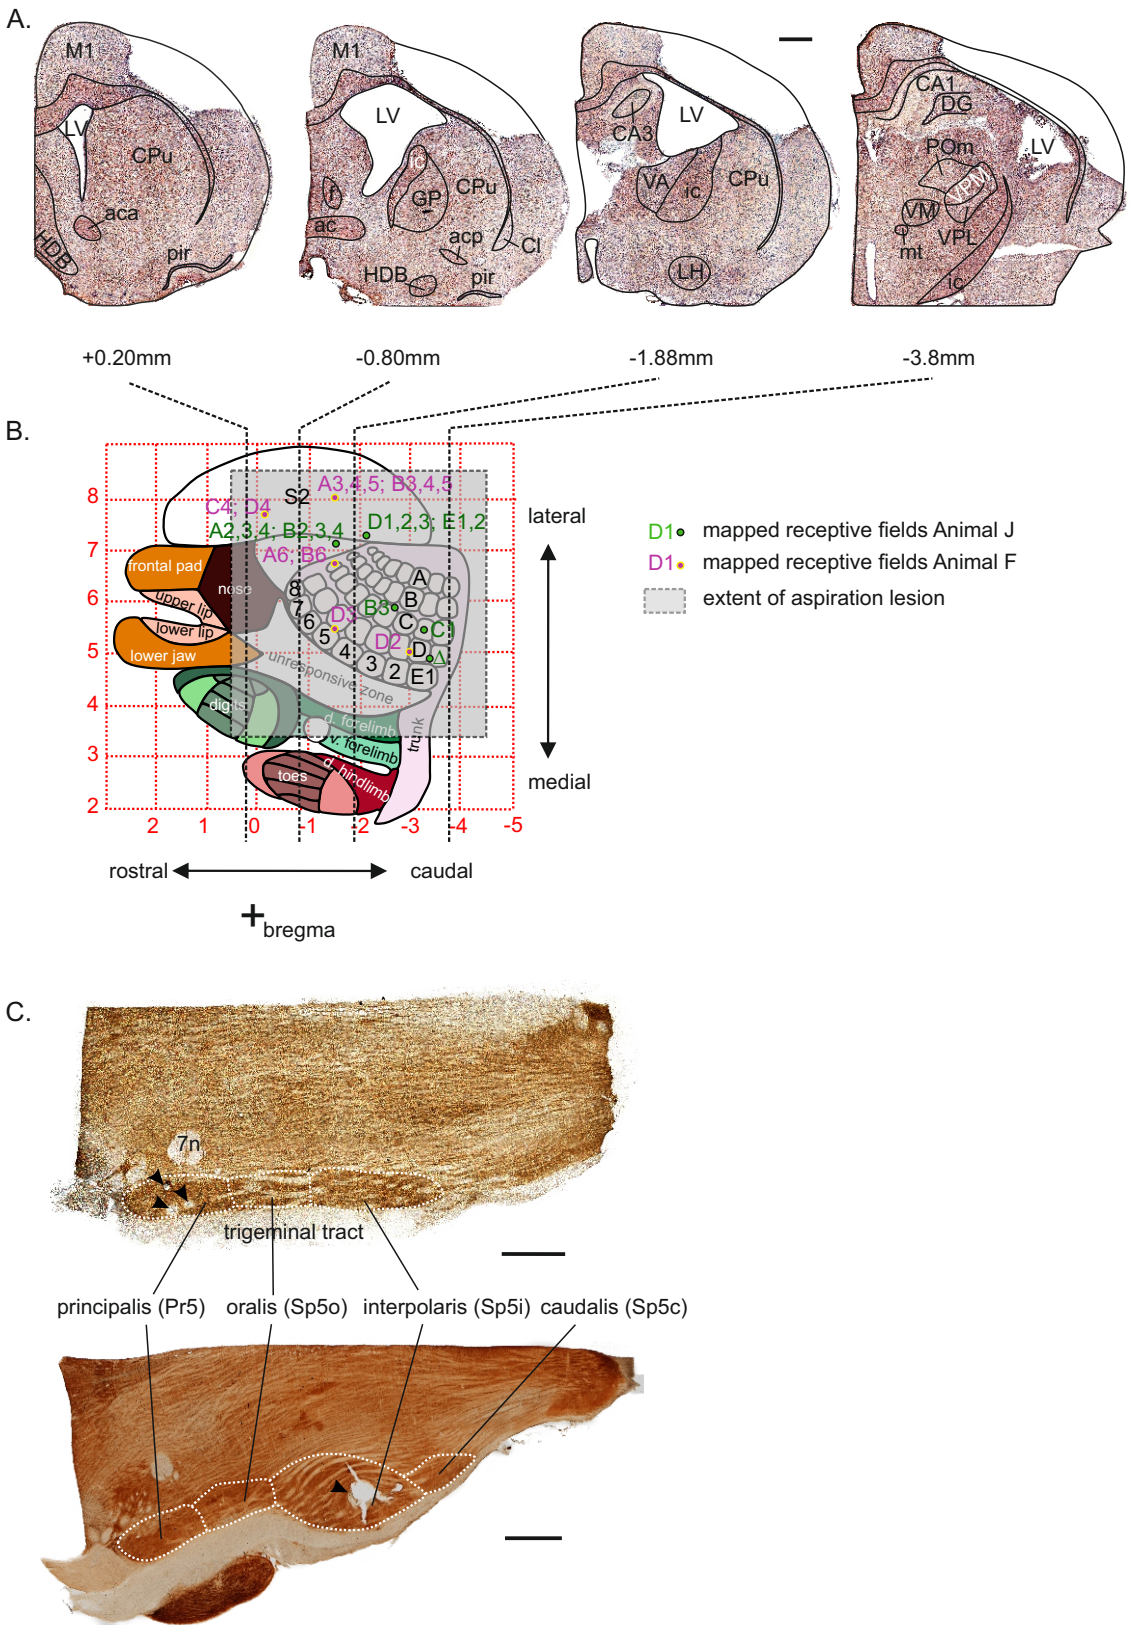 A.
M1
LV
CPu
aca
HDB
pir
M1
LV
ic
GP
CPu
f
ac
acp
Cl
HDB
pir
CA3
LV
VA
ic
CPu
LH
CA1
DG
POm
LV
VPM
VM
VPL
mt
ic
+0.20mm
-0.80mm
-1.88mm
-3.8mm
B.
A3,4,5; B3,4,5
S2
C4; D4
A2,3,4; B2,3,4
D1,2,3; E1,2
A6; B6
8
7
6
5
4
3
2
frontal pad
nose
upper lip
lower lip
lower jaw
8
7
6
5
4
3
2
A
B
C
D
E1
B3
C1
D3
D2
Δ
unresponsive zone
digits
d. forelimb
v. forelimb
trunk
toes
d. hindlimb
2 1 0 -1 -2 -3 -4 -5
lateral
medial
D1 mapped receptive fields Animal J
D1 mapped receptive fields Animal F
extent of aspiration lesion
rostral
caudal
+
bregma
C.
7n
trigeminal tract
principalis (Pr5) oralis (Sp5o) interpolaris (Sp5i) caudalis (Sp5c)